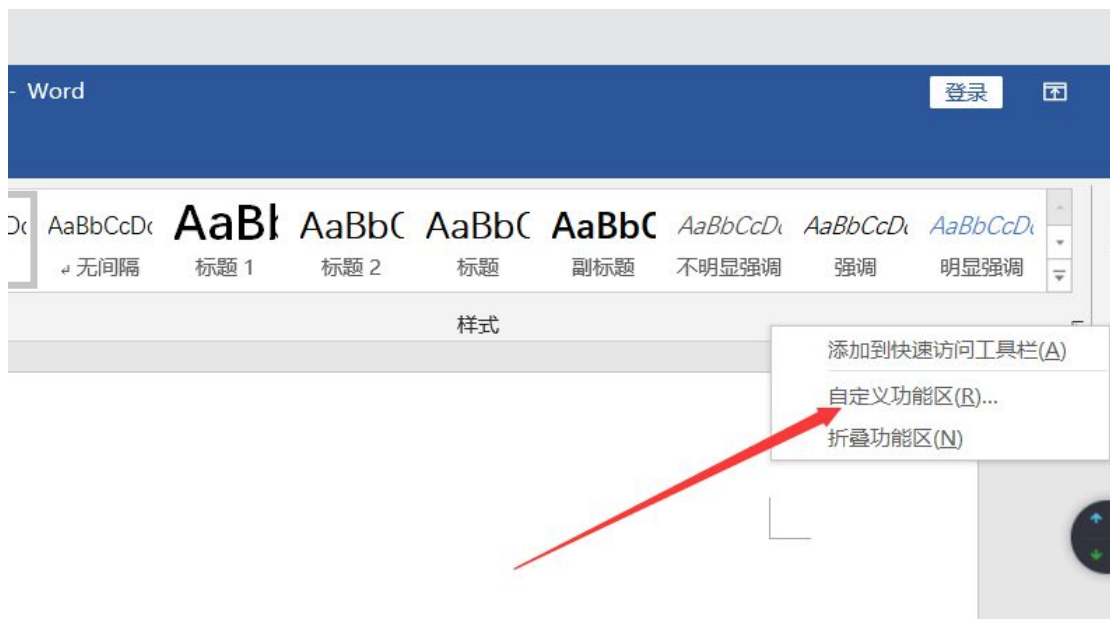 - Word
登录
AaBbCcDc
AaBl
AaBbC
AaBbC
AaBbC
AaBbCcDc
AaBbCcDc
AaBbCcDc
↲ 无间隔
标题 1
标题 2
标题
副标题
不明显强调
强调
明显强调
样式
添加到快速访问工具栏(A)
自定义功能区(R)...
折叠功能区(N)